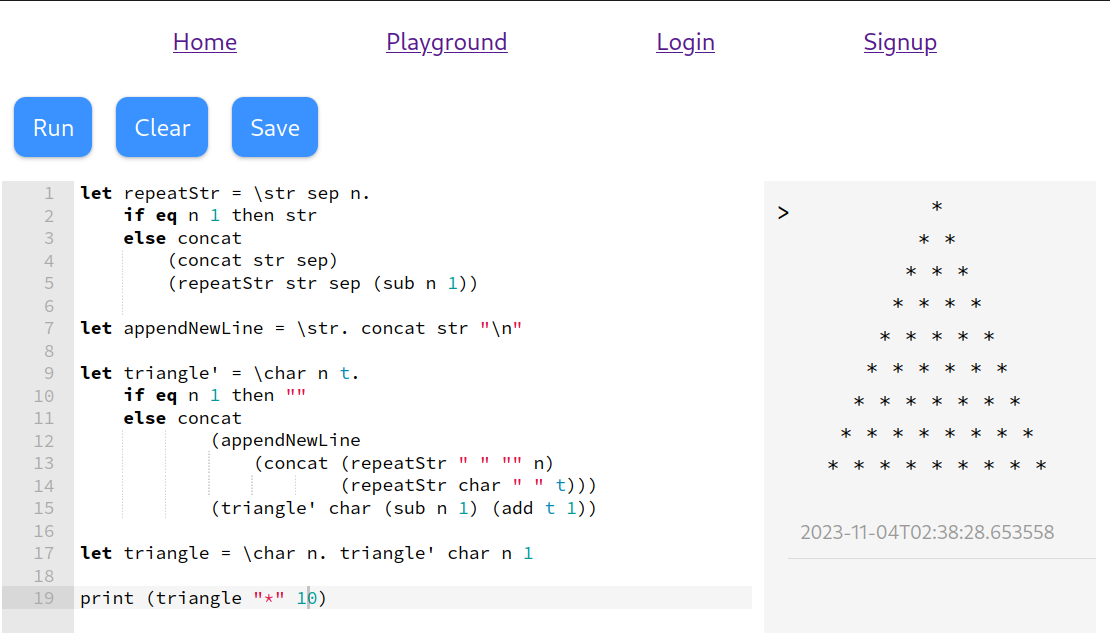 Home Playground Login Signup
Run Clear Save
1 let repeatStr = \str sep n.
2     if eq n 1 then str
3     else concat
4         (concat str sep)
5         (repeatStr str sep (sub n 1))
6
7 let appendNewLine = \str. concat str "\n"
8
9 let triangle' = \char n t.
10     if eq n 1 then ""
11     else concat
12             (appendNewLine
13                 (concat (repeatStr " " "" n)
14                         (repeatStr char " " t)))
15             (triangle' char (sub n 1) (add t 1))
16
17 let triangle = \char n. triangle' char n 1
18
19 print (triangle "*" 10)
>          *
         * *
        * * *
       * * * *
      * * * * *
     * * * * * *
    * * * * * * *
   * * * * * * * *
  * * * * * * * * *
2023-11-04T02:38:28.653558